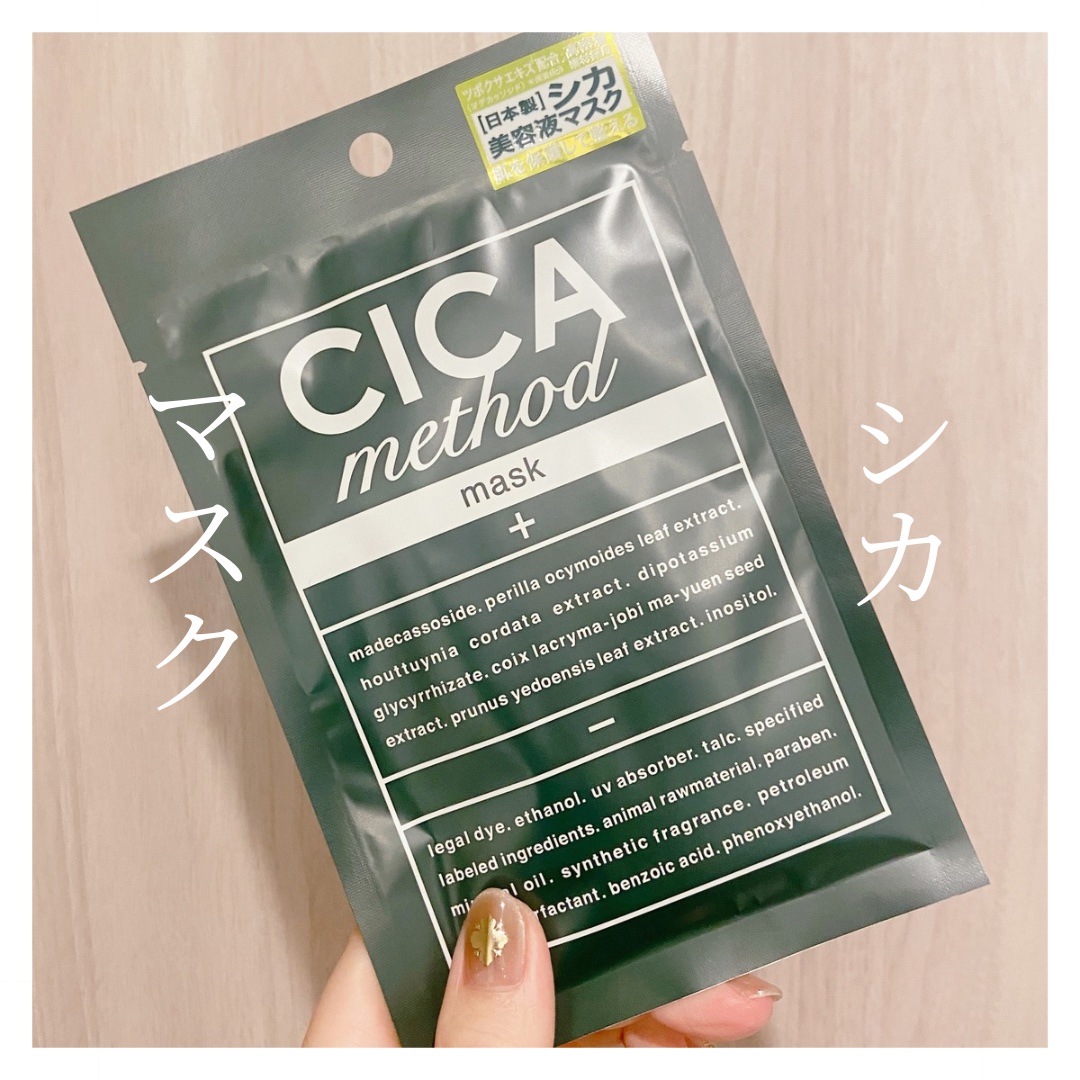 ツボクサエキス配合
[日本製]シカ
美容液マスク
肌を保護して整える
CICA
method
mask
+
madecassoside. perilla ocymoides leaf extract.
houttuynia cordata extract. dipotassium
glycyrrhizate. coix lacryma-jobi ma-yuen seed
extract. prunus yedoensis leaf extract. inositol.
−
legal dye. ethanol. uv absorber. talc. specified
labeled ingredients. animal rawmaterial. paraben.
oil. synthetic fragrance. petroleum
benzoic acid. phenoxyethanol.
シカ
マスク